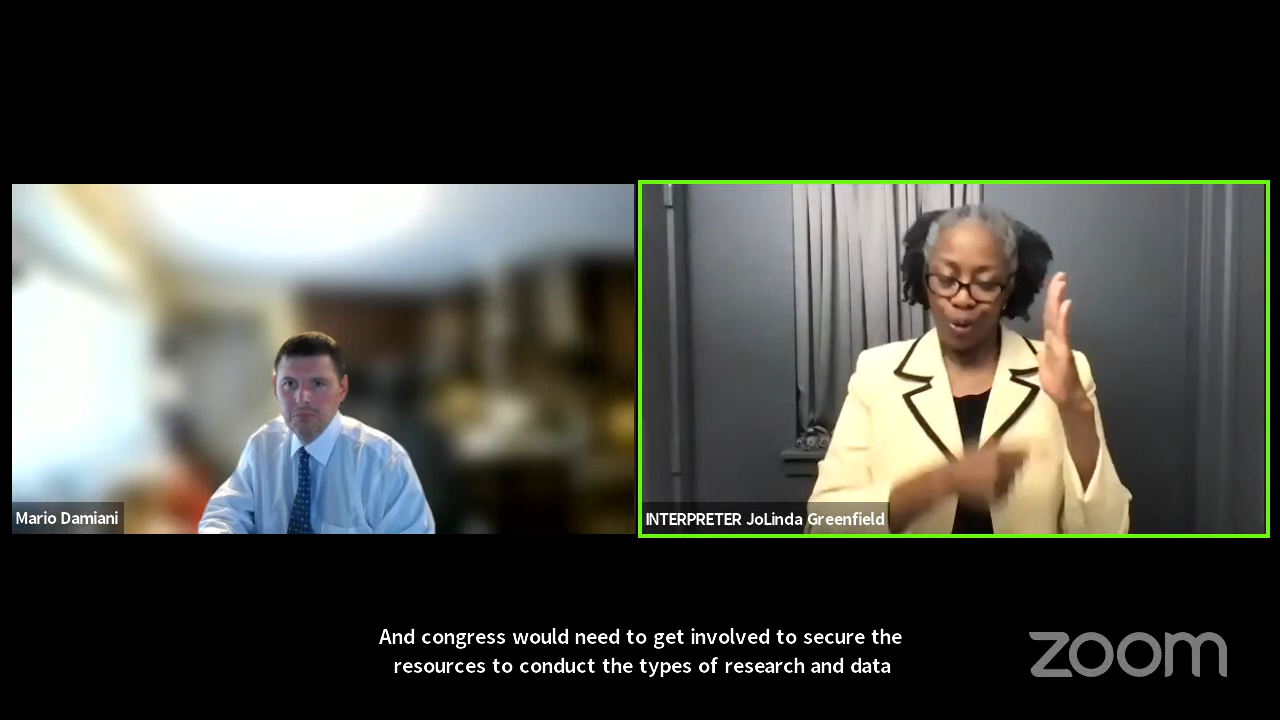 Mario Damiani
INTERPRETER JoLinda Greenfield
And congress would need to get involved to secure the
resources to conduct the types of research and data
zoom